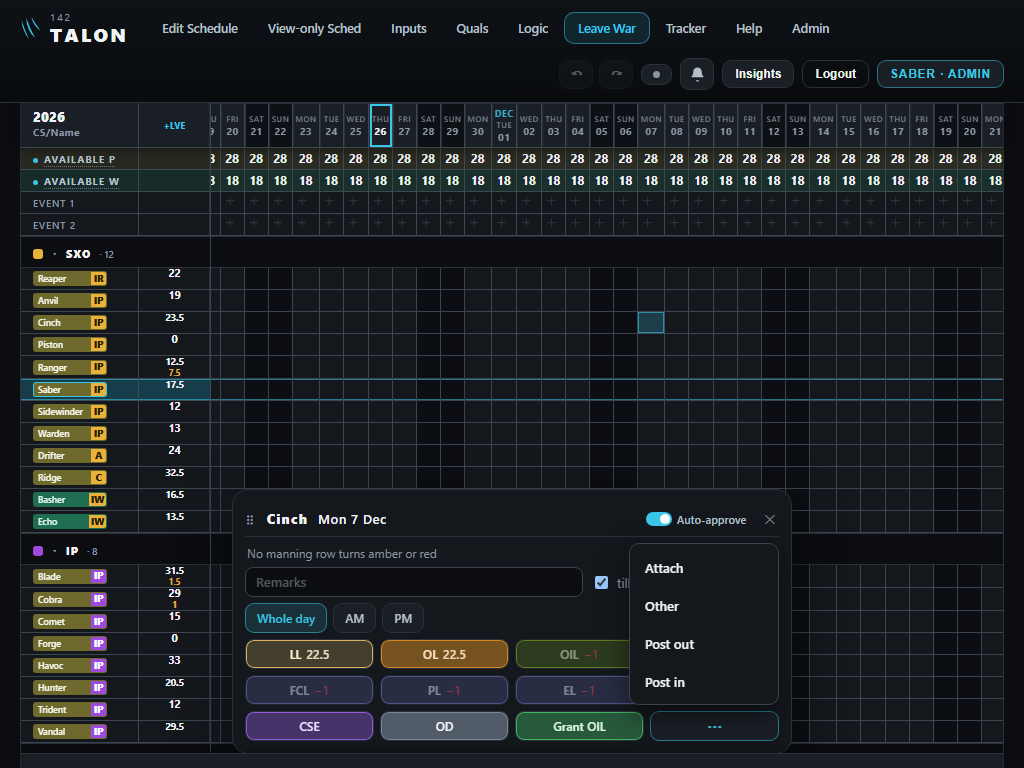 142
TALON
Edit Schedule View-only Sched Inputs Quals Logic Leave War Tracker Help Admin
Insights Logout SABER · ADMIN
2026
CS/Name
+LVE
FRI 20 SAT 21 SUN 22 MON 23 TUE 24 WED 25 THU 26 FRI 27 SAT 28 SUN 29 MON 30 DEC TUE 01 WED 02 THU 03 FRI 04 SAT 05 SUN 06 MON 07 TUE 08 WED 09 THU 10 FRI 11 SAT 12 SUN 13 MON 14 TUE 15 WED 16 THU 17 FRI 18 SAT 19 SUN 20 MON 21
AVAILABLE P 28 28 28 28 28 28 28 28 28 28 28 28 28 28 28 28 28 28 28 28 28 28 28 28 28 28 28 28 28 28 28 28
AVAILABLE W 18 18 18 18 18 18 18 18 18 18 18 18 18 18 18 18 18 18 18 18 18 18 18 18 18 18 18 18 18 18 18 18
EVENT 1 + + + + + + + + + + + + + + + + + + + + + + + + + + + + + + + +
EVENT 2 + + + + + + + + + + + + + + + + + + + + + + + + + + + + + + + +
· SXO · 12
Reaper IR 22
Anvil IP 19
Cinch IP 23.5
Piston IP 0
Ranger IP 12.5
7.5
Saber IP 17.5
Sidewinder IP 12
Warden IP 13
Drifter A 24
Ridge C 32.5
Basher IW 16.5
Echo IW 13.5
· IP · 8
Blade IP 31.5
1.5
Cobra IP 29
1
Comet IP 15
Forge IP 0
Havoc IP 33
Hunter IP 20.5
Trident IP 12
Vandal IP 29.5
Cinch Mon 7 Dec Auto-approve ×
No manning row turns amber or red
Remarks till
Whole day AM PM
LL 22.5 OL 22.5 OIL −1
FCL −1 PL −1 EL −1
CSE OD Grant OIL ---
Attach
Other
Post out
Post in